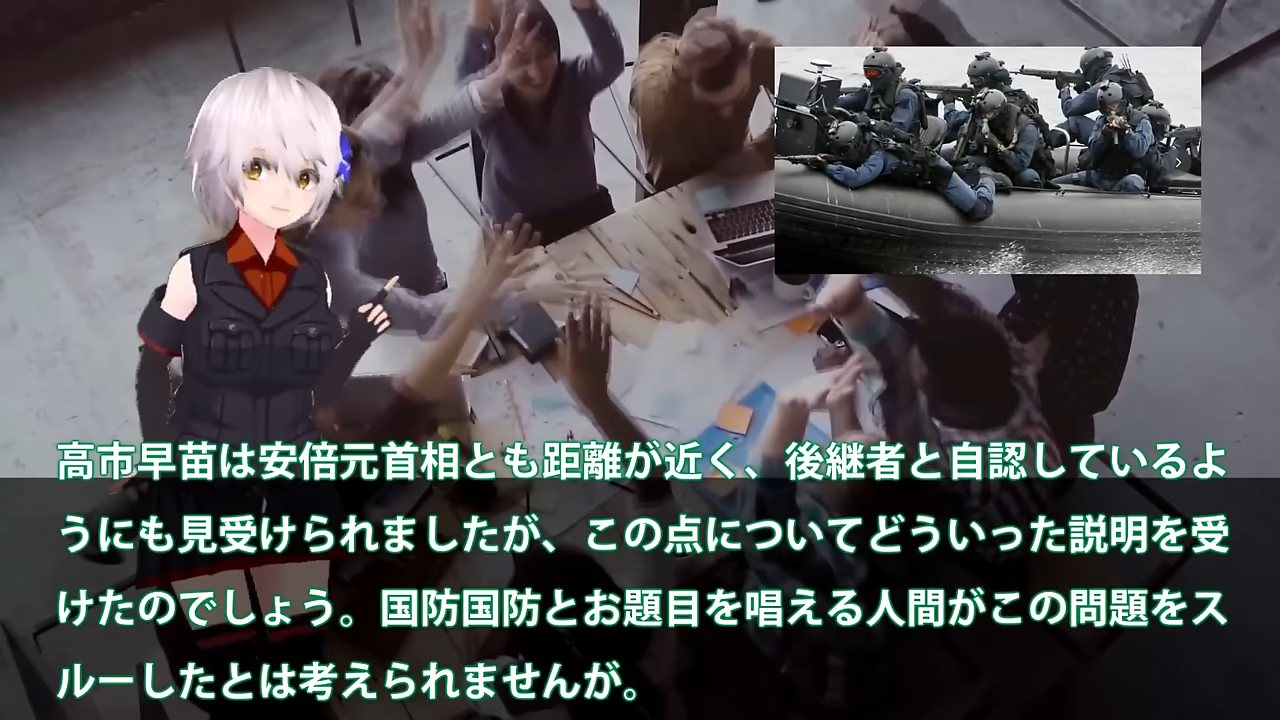 高市早苗は安倍元首相とも距離が近く、後継者と自認しているよ
うにも見受けられましたが、この点についてどういった説明を受
けたのでしょう。国防国防とお題目を唱える人間がこの問題をス
ルーしたとは考えられませんが。